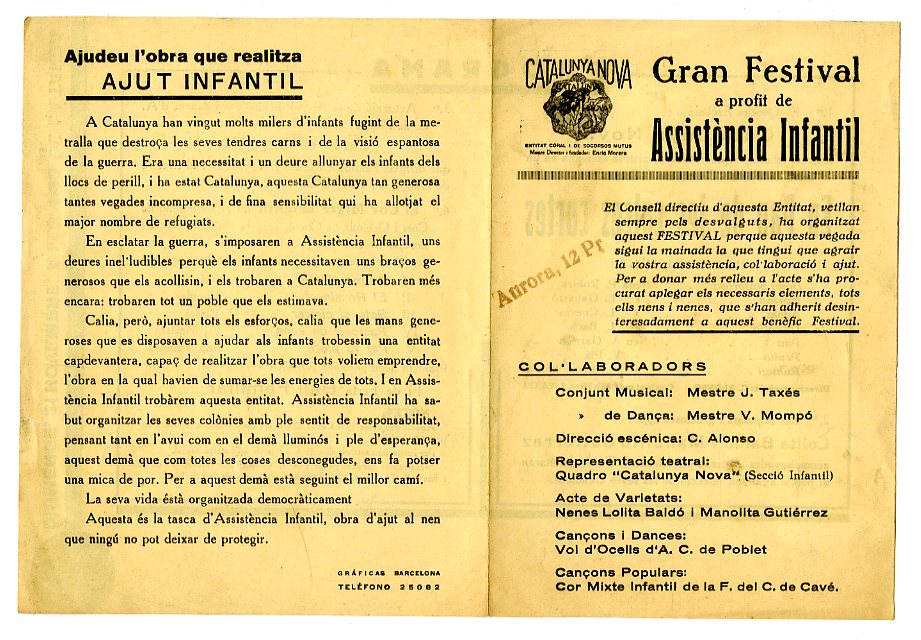 Ajudeu l'obra que realitza
AJUT INFANTIL
A Catalunya han vingut molts milers d'infants fugint de la me-
tralla que destroça les seves tendres carns i de la visió espantosa
de la guerra. Era una necessitat i un deure allunyar els infants dels
llocs de perill, i ha estat Catalunya, aquesta Catalunya tan generosa
tantes vegades incompresa, i de fina sensibilitat qui ha allotjat el
major nombre de refugiats.
En esclatar la guerra, s'imposaren a Assistència Infantil, uns
deures inel'ludibles perquè els infants necessitaven uns braços ge-
nerosos que els acollisin, i els trobaren a Catalunya. Trobaren més
encara: trobaren tot un poble que els estimava.
Calia, però, ajuntar tots els esforços, calia que les mans gene-
roses que es disposaven a ajudar als infants trobessin una entitat
capdevantera, capaç de realitzar l'obra que tots volíem emprendre,
l'obra en la qual havien de sumar-se les energies de tots. I en Assis-
tència Infantil trobàrem aquesta entitat. Assistència Infantil ha sa-
but organitzar les seves colònies amb ple sentit de responsabilitat,
pensant tant en l'avui com en el demà lluminós i ple d'esperança,
aquest demà que com totes les coses desconegudes, ens fa potser
una mica de por. Per a aquest demà està seguint el millor camí.
La seva vida éstà organitzada democràticament
Aquesta és la tasca d'Assistència Infantil, obra d'ajut al nen
que ningú no pot deixar de protegir.
GRÁFICAS BARCELONA
TELÉFONO 25082
CATALUNYA NOVA
ENTITAT CORAL I DE SOCORSOS MUTUS
Mestre Director i fundador: Enric Morera
Gran Festival
a profit de
Assistència Infantil
El Consell directiu d'aquesta Entitat, vetllan
sempre pels desvalguts, ha organitzat
aquest FESTIVAL perque aquesta vegada
sigui la mainada la que tingui que agrair
la vostra assistència, col·laboració i ajut.
Per a donar més relleu a l'acte s'ha pro-
curat aplegar els necessaris elements, tots
ells nens i nenes, que s'han adherit desin-
teresadament a aquest benèfic Festival.
Aurora, 12 Pr
COL·LABORADORS
Conjunt Musical: Mestre J. Taxés
» de Dança: Mestre V. Mompó
Direcció escénica: C. Alonso
Representació teatral:
Quadro "Catalunya Nova" (Secció Infantil)
Acte de Varietats:
Nenes Lolita Baldó i Manolita Gutiérrez
Cançons i Dances:
Vol d'Ocells d'A. C. de Poblet
Cançons Populars:
Cor Mixte Infantil de la F. del C. de Cavé.